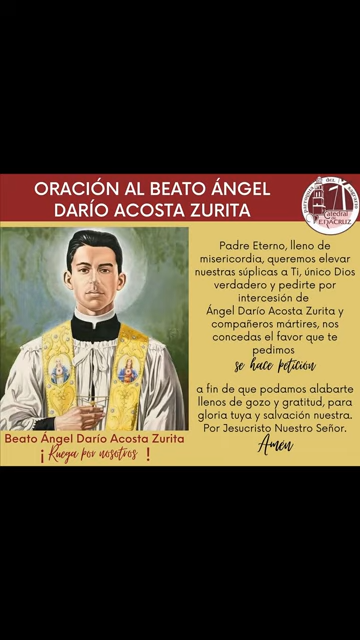 ORACIÓN AL BEATO ÁNGEL
DARÍO ACOSTA ZURITA
Catedral
VERACRUZ
Padre Eterno, lleno de
misericordia, queremos elevar
nuestras súplicas a Ti, único Dios
verdadero y pedirte por
intercesión de
Ángel Darío Acosta Zurita y
compañeros mártires, nos
concedas el favor que te
pedimos
se hace petición
a fin de que podamos alabarte
llenos de gozo y gratitud, para
gloria tuya y salvación nuestra.
Por Jesucristo Nuestro Señor.
Amén
Beato Ángel Darío Acosta Zurita
¡Ruega por nosotros!